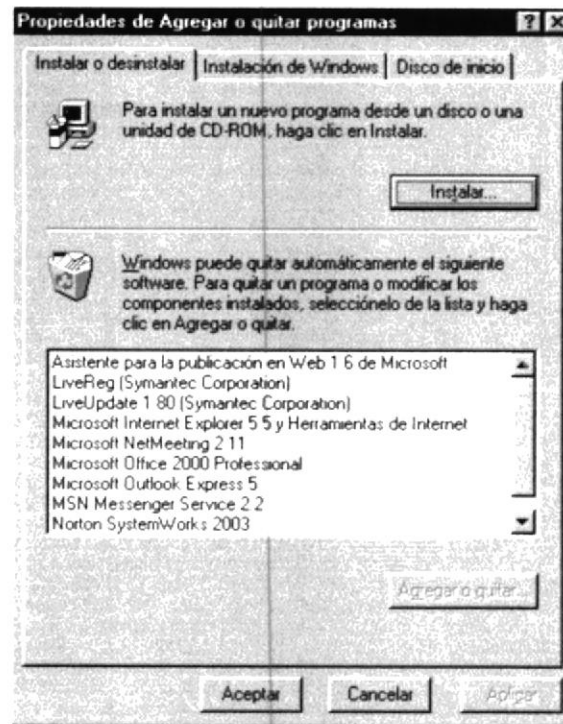 Propiedades de Agregar o quitar programas
Instalar o desinstalar
Instalación de Windows
Disco de inicio
Para instalar un nuevo programa desde un disco o una
unidad de CD-ROM, haga clic en Instalar.
Instalar...
Windows puede quitar automáticamente el siguiente
software. Para quitar un programa o modificar los
componentes instalados, selecciónelo de la lista y haga
clic en Agregar o quitar.
Asistente para la publicación en Web 1 6 de Microsoft
LiveReg (Symantec Corporation)
LiveUpdate 1 80 (Symantec Corporation)
Microsoft Internet Explorer 5 5 y Herramientas de Internet
Microsoft NetMeeting 2 11
Microsoft Office 2000 Professional
Microsoft Outlook Express 5
MSN Messenger Service 2 2
Norton SystemWorks 2003
Agregar o quitar...
Aceptar
Cancelar
Aplicar